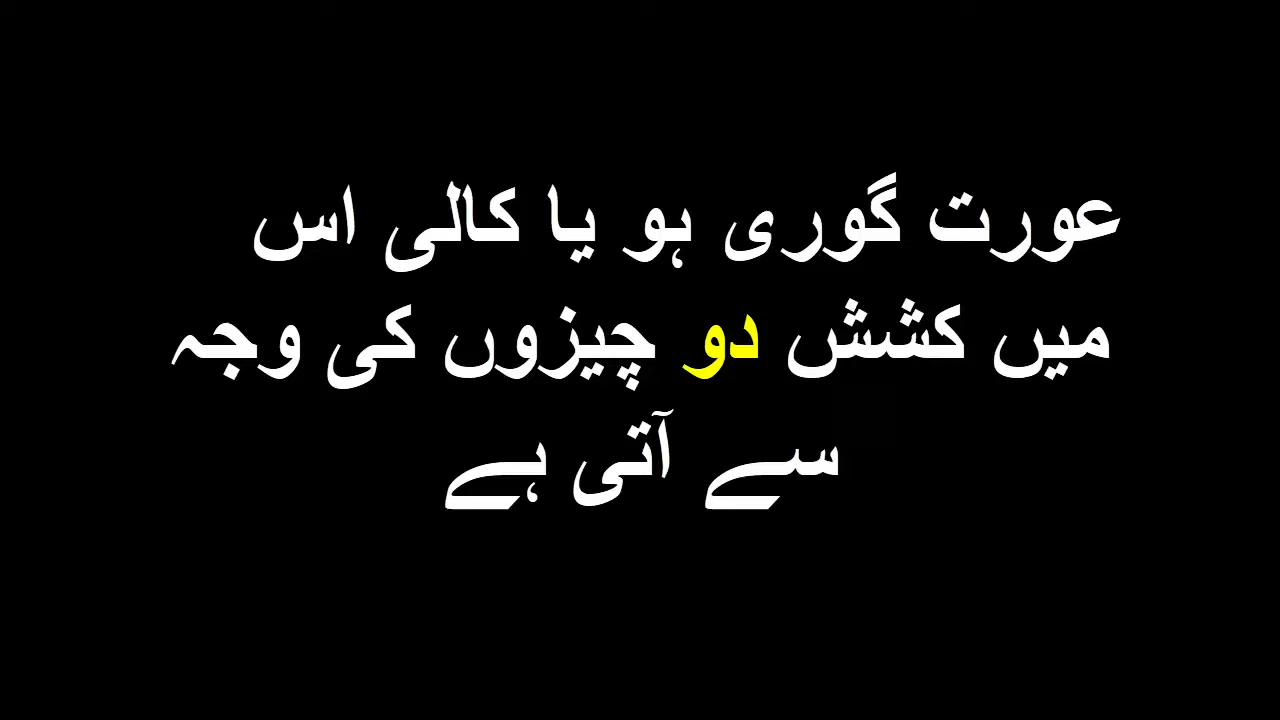 عورت گوری ہو یا کالی اس
میں کشش دو چیزوں کی وجہ
سے آتی ہے